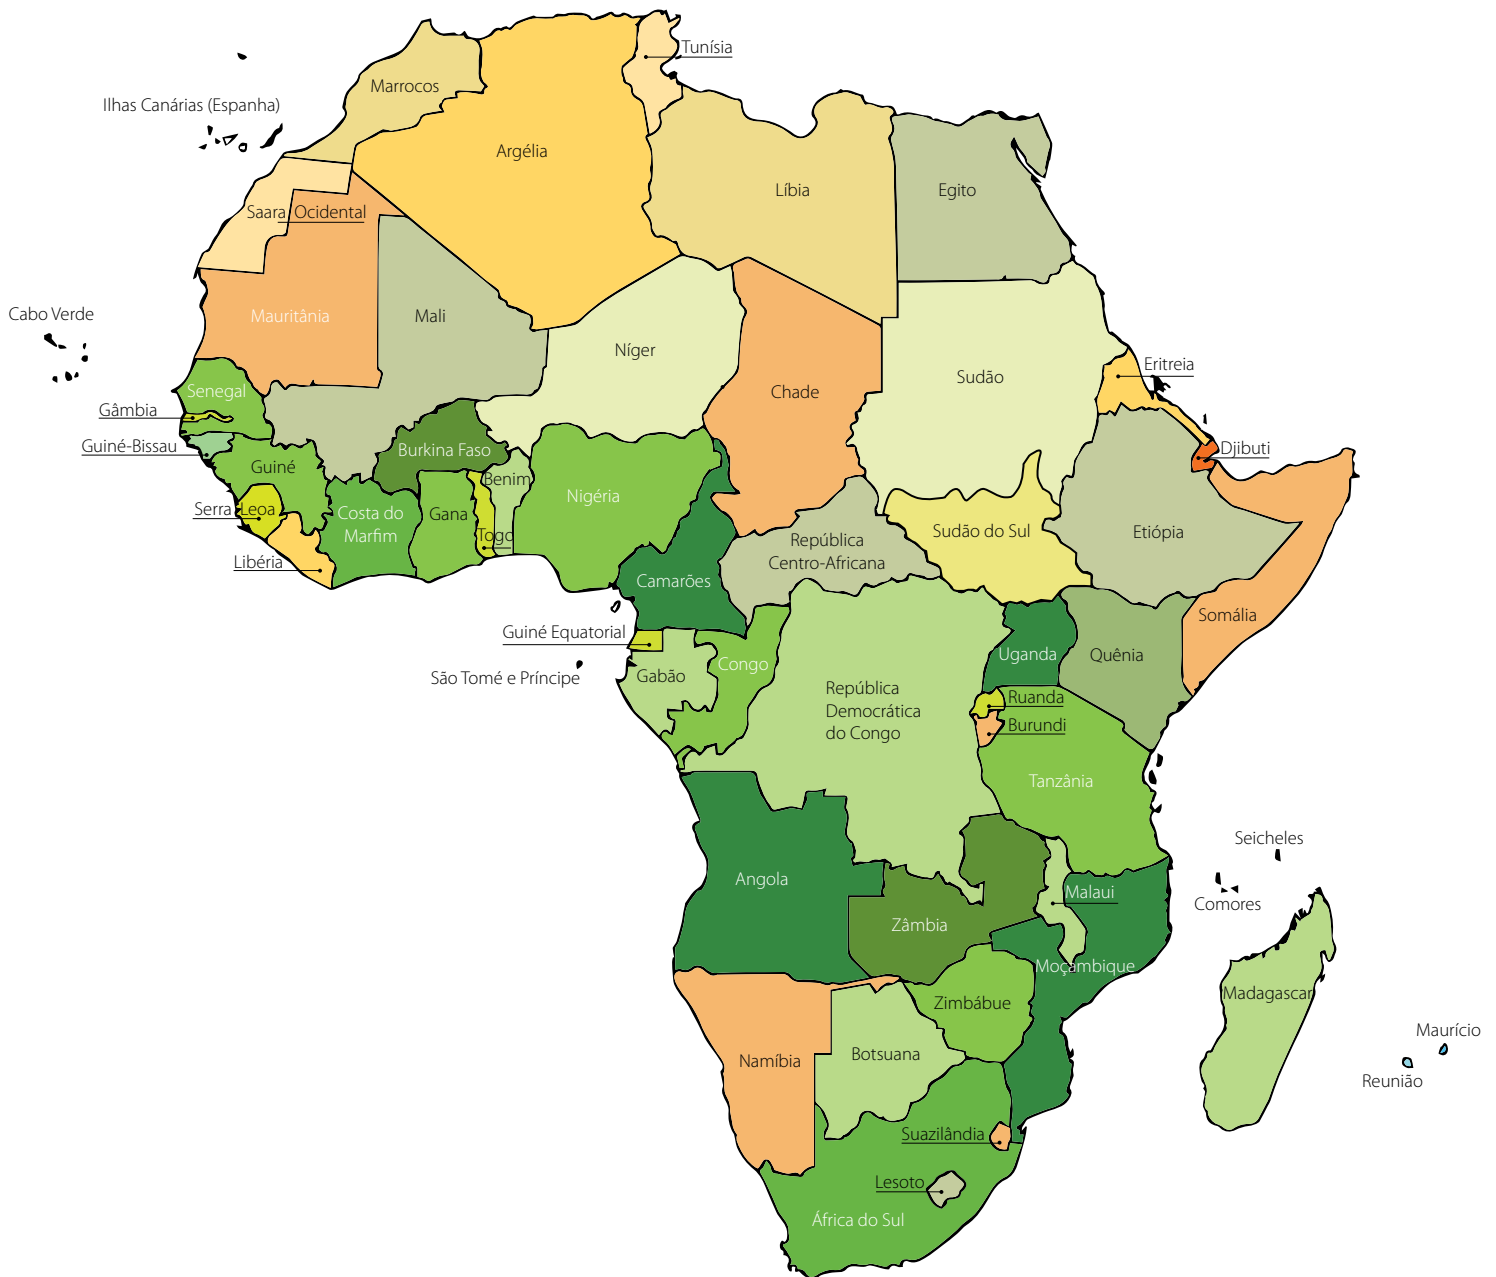 Tunísia
Marrocos
Ilhas Canárias (Espanha)
Argélia
Líbia
Egito
Saara Ocidental
Cabo Verde
Mauritânia
Mali
Níger
Chade
Sudão
Eritreia
Senegal
Gâmbia
Guiné-Bissau
Burkina Faso
Djibuti
Guiné
Benim
Nigéria
Serra Leoa
Costa do
Marfim
Gana
Togo
Sudão do Sul
Etiópia
República
Centro-Africana
Libéria
Camarões
Somália
Guiné Equatorial
São Tomé e Príncipe
Gabão
Congo
Uganda
Quênia
República
Democrática
do Congo
Ruanda
Burundi
Tanzânia
Seicheles
Angola
Malaui
Comores
Zâmbia
Moçambique
Madagascar
Zimbábue
Maurício
Namíbia
Botsuana
Reunião
Suazilândia
Lesoto
África do Sul